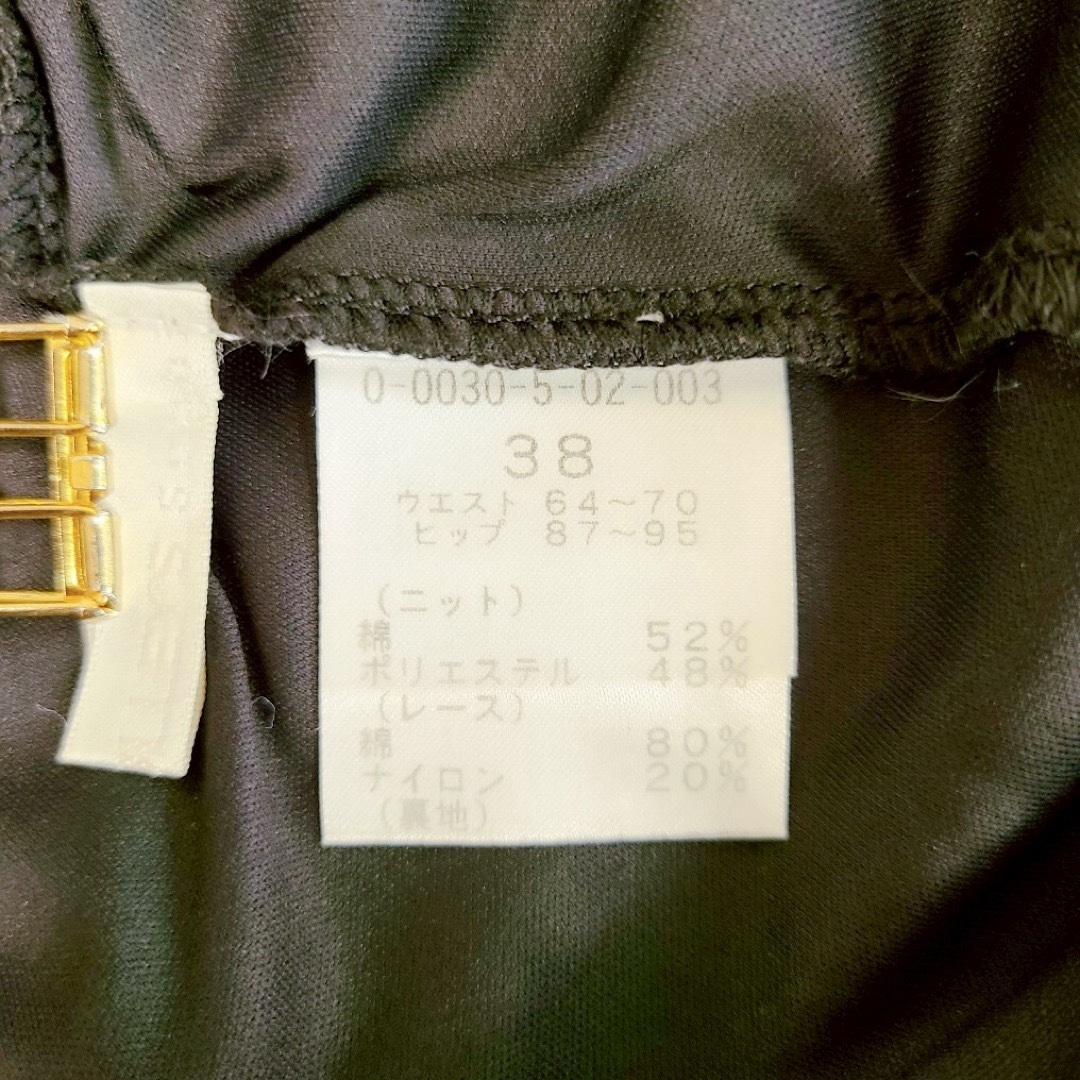 0-0030-5-02-003
38
ウエスト 64~70
ヒップ 87~95
(ニット)
綿 52%
ポリエステル 48%
(レース)
綿 80%
ナイロン 20%
(裏地)